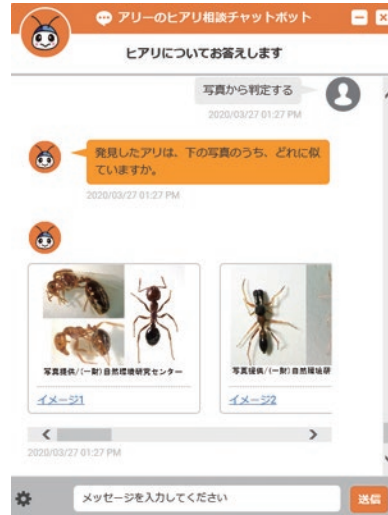 アリーのヒアリ相談チャットボット
ヒアリについてお答えします
写真から判定する
2020/03/27 01:27 PM
発見したアリは、下の写真のうち、どれに似
ていますか。
2020/03/27 01:27 PM
写真提供/(一財)自然環境研究センター
イメージ1
写真提供/(一財)自然環境研
イメージ2
2020/03/27 01:27 PM
メッセージを入力してください
送信